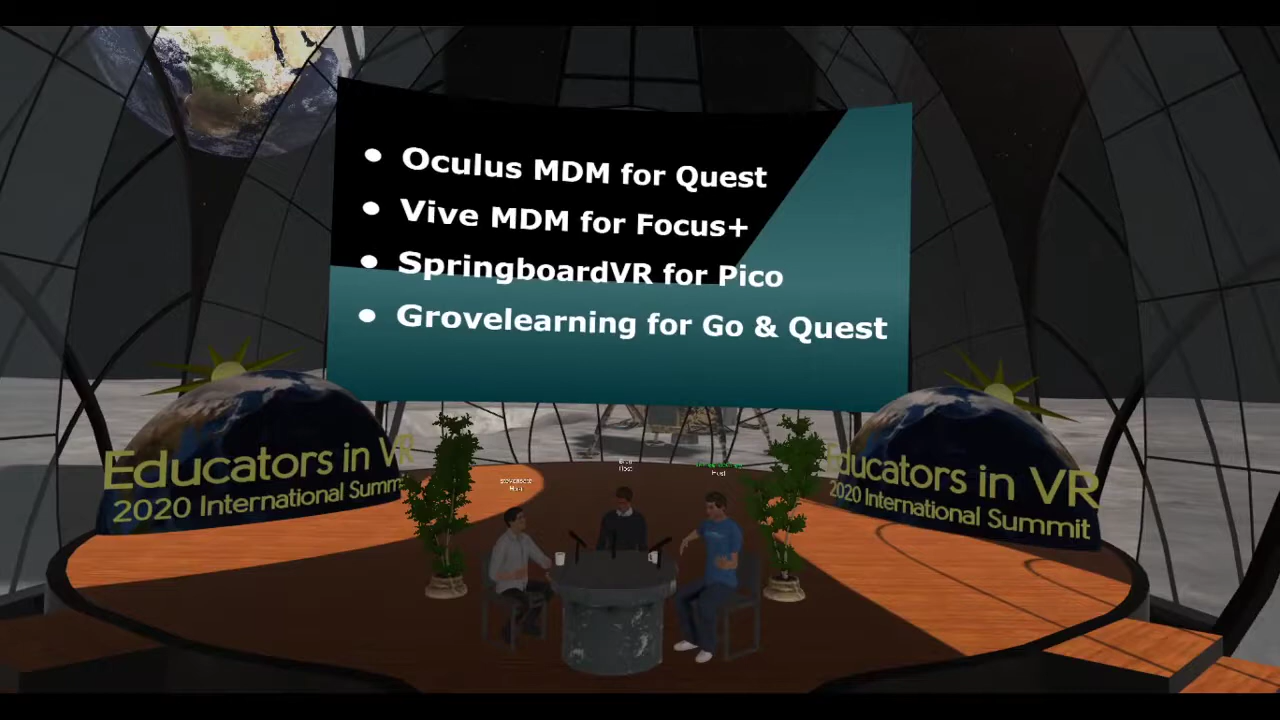 • Oculus MDM for Quest
• Vive MDM for Focus+
• SpringboardVR for Pico
• Grovelearning for Go & Quest
Educators in VR
2020 International Summ
Educators in VR
2020 International Summit
Host